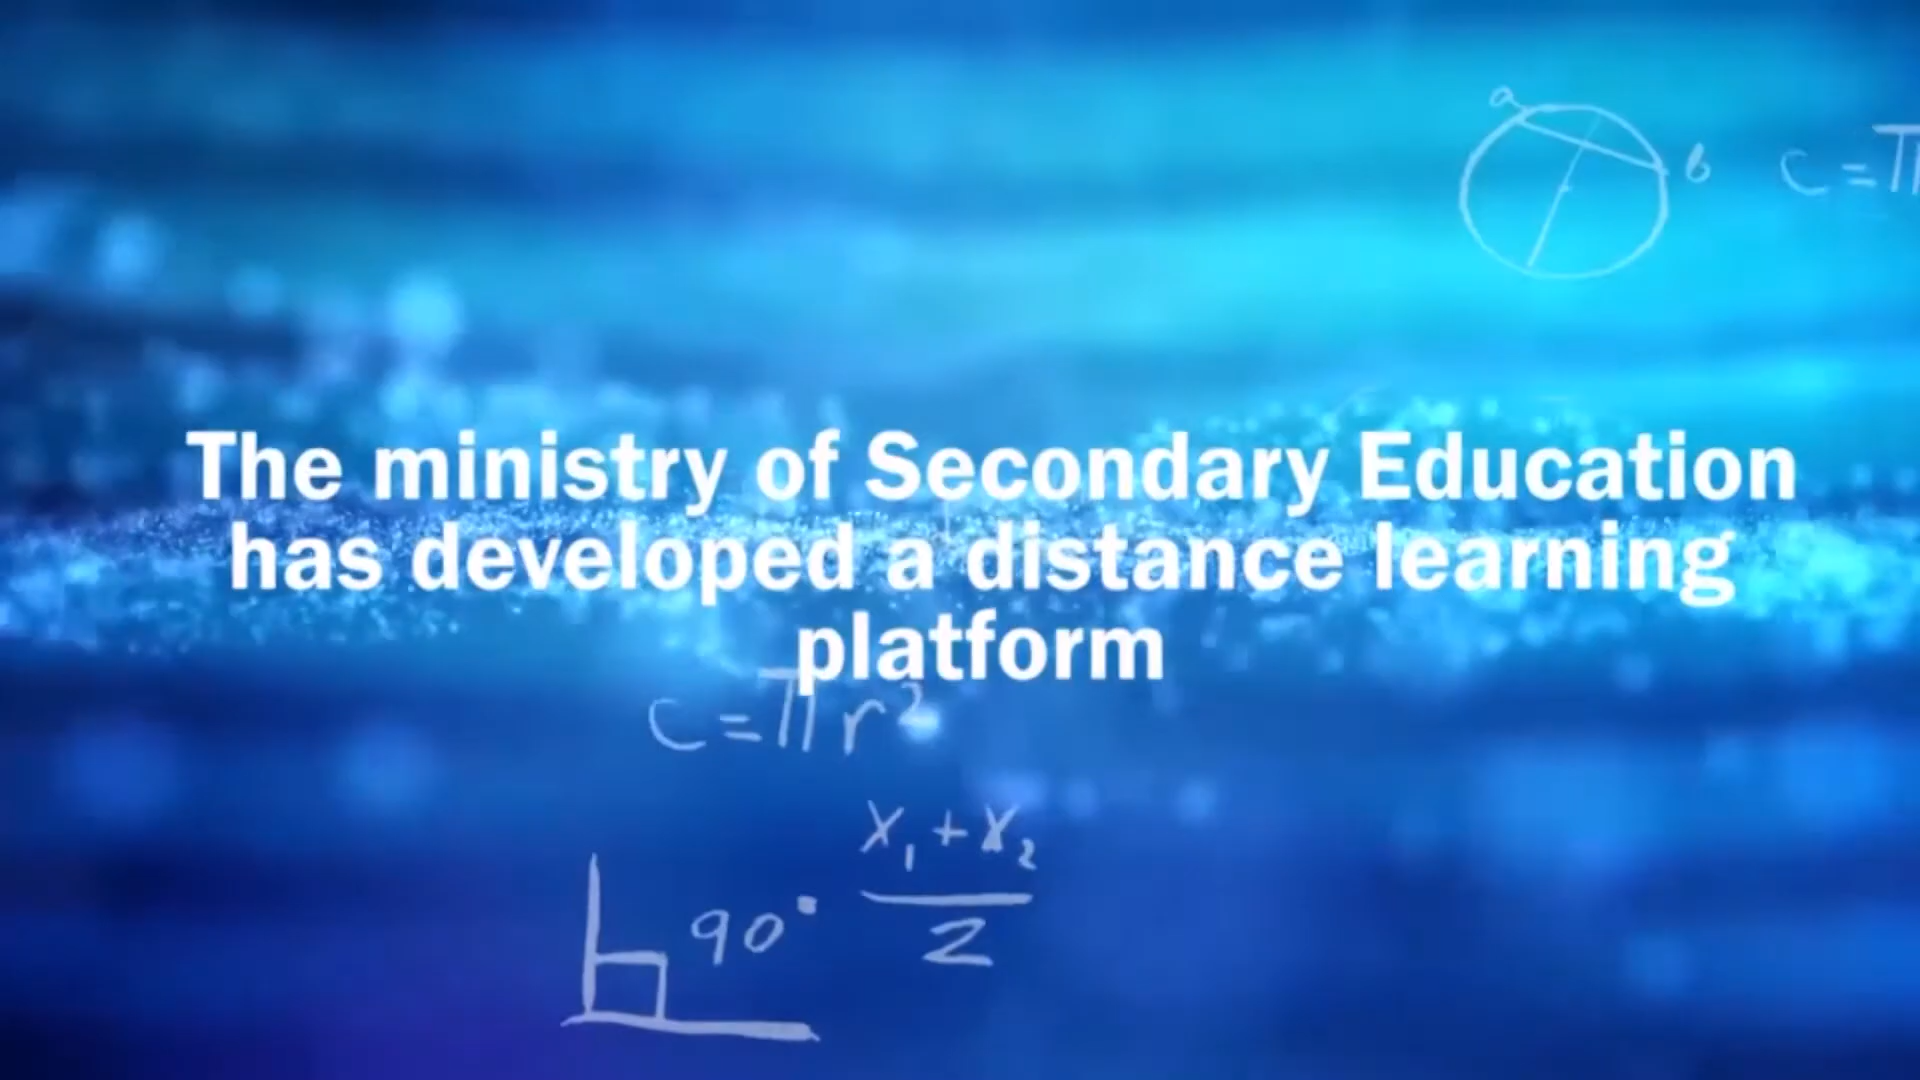 a
b C=π
The ministry of Secondary Education
has developed a distance learning
platform
C=πr²
x₁+x₂
90°
2